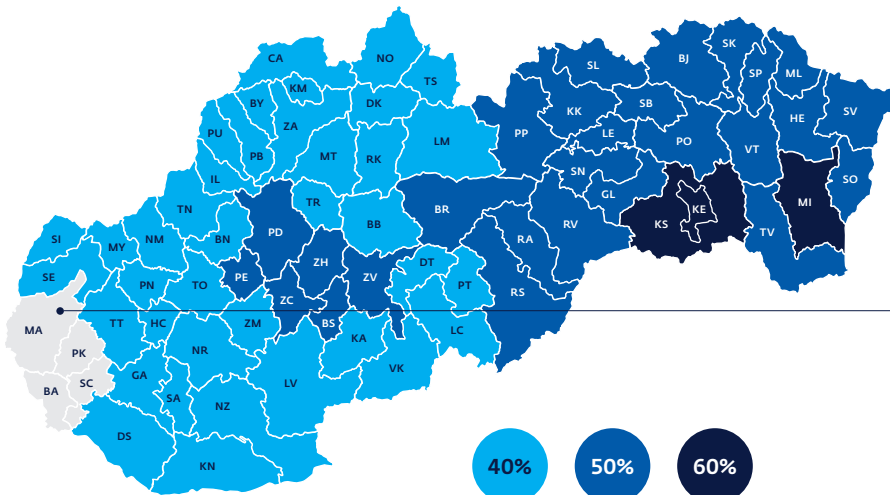 CA
NO
TS
KM
BY
DK
ZA
PU
PB
MT
RK
LM
IL
TN
TR
BB
SI
MY
NM
BN
PD
SE
PN
TO
PE
ZH
ZV
DT
PT
ZC
BS
MA
TT
HC
ZM
KA
LC
PK
NR
BA
SC
GA
SA
NZ
LV
VK
DS
KN
SL
BJ
SK
SP
ML
PP
KK
SB
HE
SV
LE
PO
VT
SN
GL
SO
BR
RA
RV
KS
KE
MI
TV
RS
40%
50%
60%